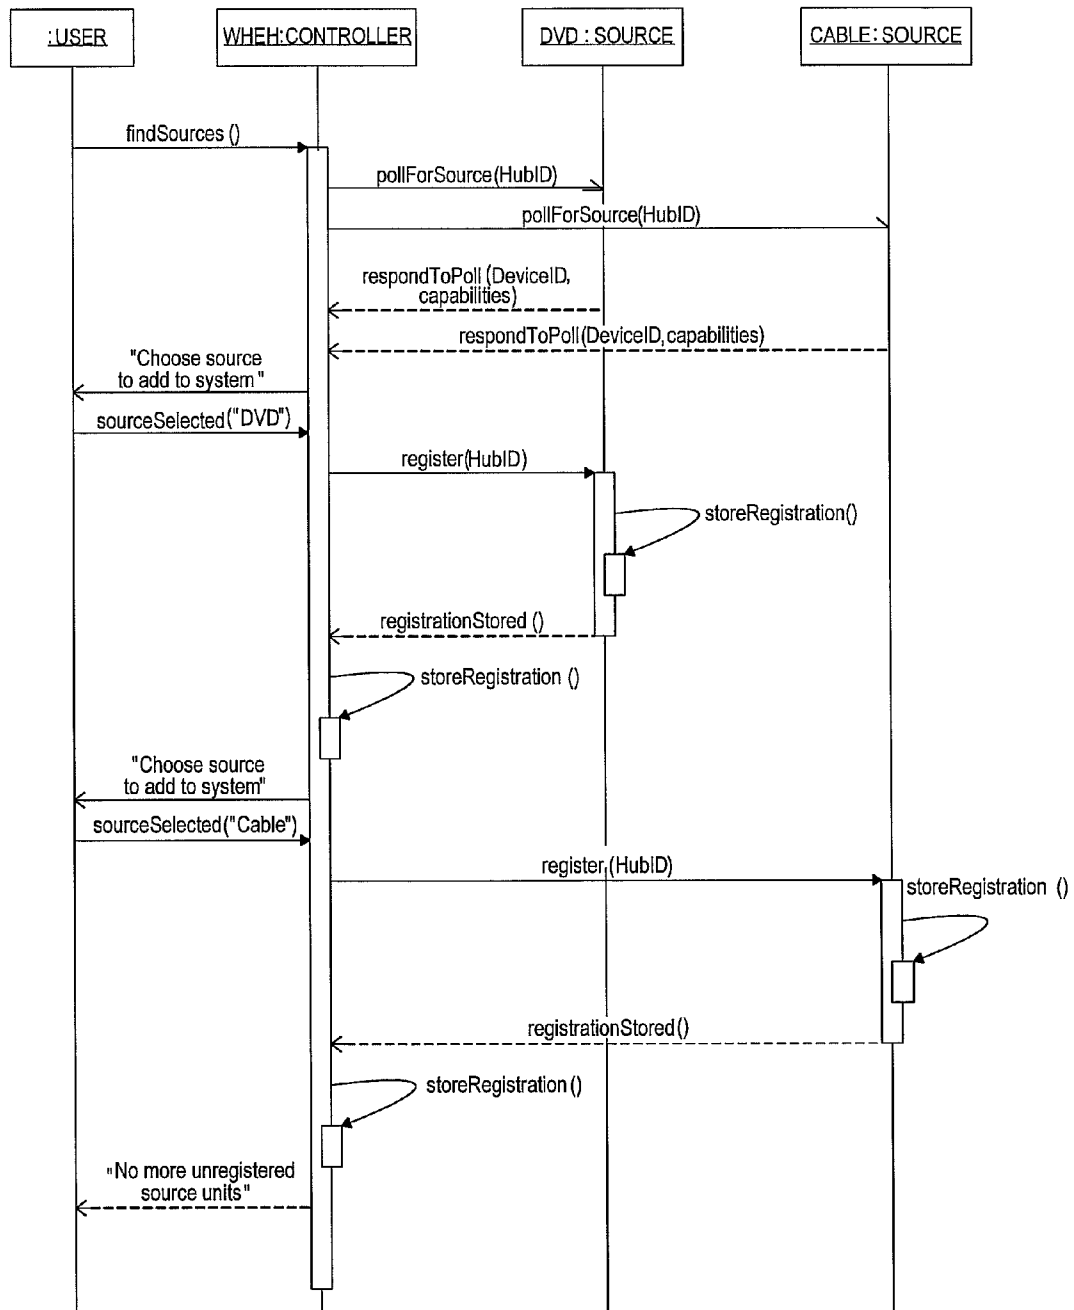 :USER
WHEH:CONTROLLER
DVD : SOURCE
CABLE: SOURCE
findSources ()
pollForSource(HubID)
pollForSource(HubID)
respondToPoll (DeviceID,
capabilities)
respondToPoll(DeviceID,capabilities)
"Choose source
to add to system"
sourceSelected("DVD")
register(HubID)
storeRegistration()
registrationStored ()
storeRegistration ()
"Choose source
to add to system"
sourceSelected("Cable")
register (HubID)
storeRegistration ()
registrationStored()
storeRegistration()
"No more unregistered
source units"